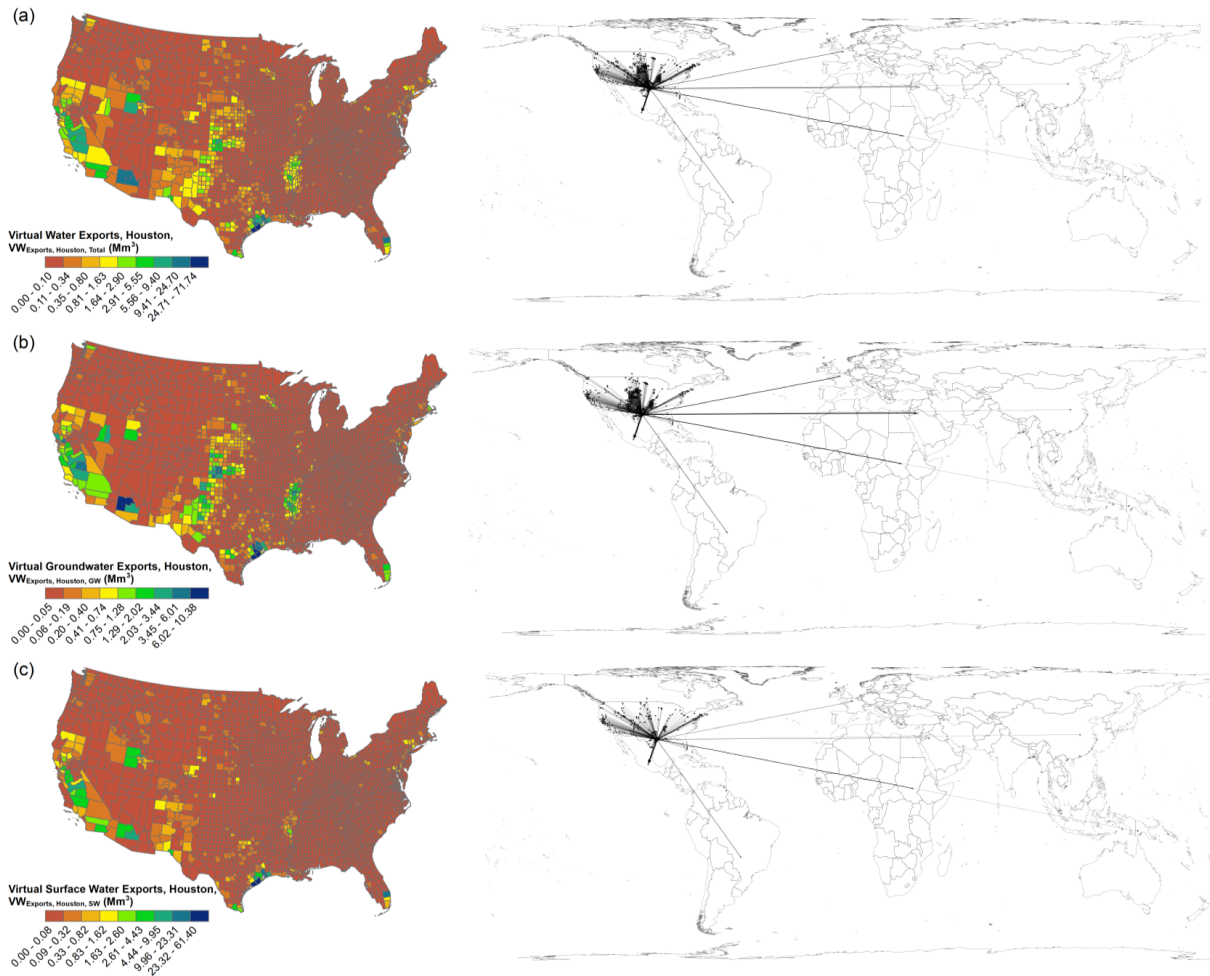 (a)
Virtual Water Exports, Houston,
VW_Exports, Houston, Total (Mm³)
0.00 - 0.10
0.11 - 0.34
0.35 - 0.80
0.81 - 1.63
1.64 - 2.90
2.91 - 5.55
5.56 - 9.40
9.41 - 24.70
24.71 - 71.74
(b)
Virtual Groundwater Exports, Houston,
VW_Exports, Houston, GW (Mm³)
0.00 - 0.05
0.06 - 0.19
0.20 - 0.40
0.41 - 0.74
0.75 - 1.28
1.29 - 2.02
2.03 - 3.44
3.45 - 6.01
6.02 - 10.38
(c)
Virtual Surface Water Exports, Houston,
VW_Exports, Houston, SW (Mm³)
0.00 - 0.08
0.09 - 0.32
0.33 - 0.82
0.83 - 1.62
1.63 - 2.60
2.61 - 4.43
4.44 - 9.95
9.96 - 23.31
23.32 - 61.40